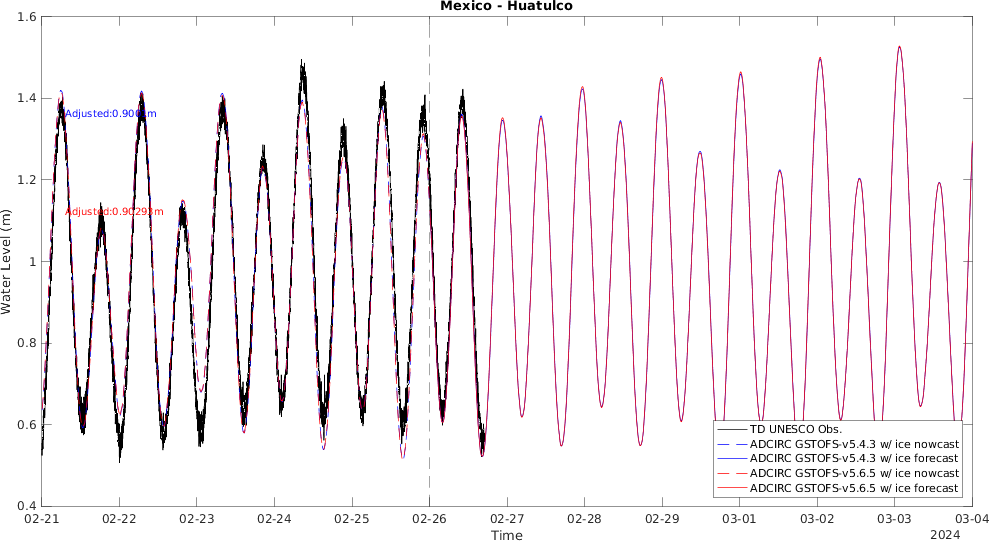 Mexico - Huatulco
Water Level (m)
1.6
1.4
1.2
1
0.8
0.6
0.4
Adjusted:0.90293m
TD UNESCO Obs.
ADCIRC GSTOFS-v5.4.3 w/ ice nowcast
ADCIRC GSTOFS-v5.4.3 w/ ice forecast
ADCIRC GSTOFS-v5.6.5 w/ ice nowcast
ADCIRC GSTOFS-v5.6.5 w/ ice forecast
02-21 02-22 02-23 02-24 02-25 02-26 02-27 02-28 02-29 03-01 03-02 03-03 03-04
Time
2024